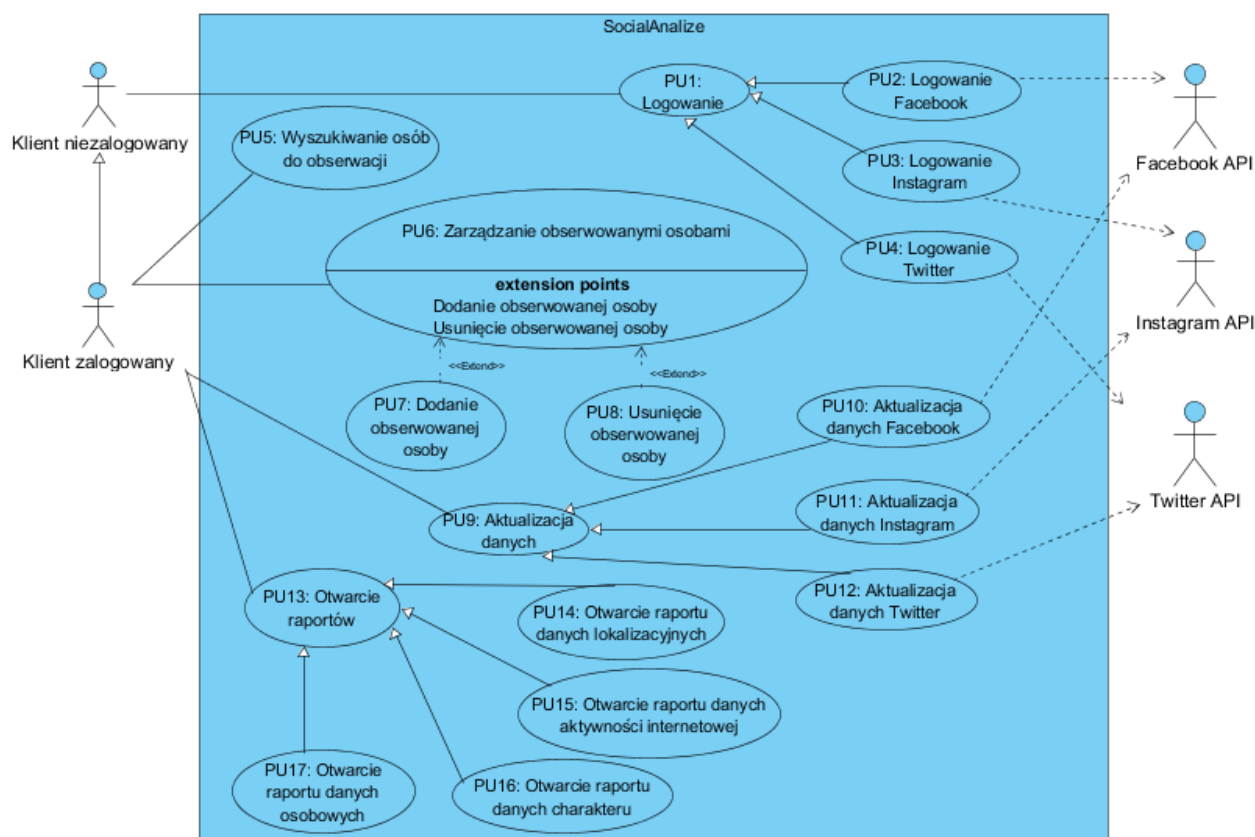 SocialAnalize
Klient niezalogowany
Klient zalogowany
PU1:
Logowanie
PU2: Logowanie
Facebook
PU3: Logowanie
Instagram
PU4: Logowanie
Twitter
PU5: Wyszukiwanie osób
do obserwacji
PU6: Zarządzanie obserwowanymi osobami
extension points
Dodanie obserwowanej osoby
Usunięcie obserwowanej osoby
<<Extend>>
<<Extend>>
PU7: Dodanie
obserwowanej
osoby
PU8: Usunięcie
obserwowanej
osoby
PU9: Aktualizacja
danych
PU10: Aktualizacja
danych Facebook
PU11: Aktualizacja
danych Instagram
PU12: Aktualizacja
danych Twitter
PU13: Otwarcie
raportów
PU14: Otwarcie raportu
danych lokalizacyjnych
PU15: Otwarcie raportu danych
aktywności internetowej
PU16: Otwarcie raportu
danych charakteru
PU17: Otwarcie
raportu danych
osobowych
Facebook API
Instagram API
Twitter API